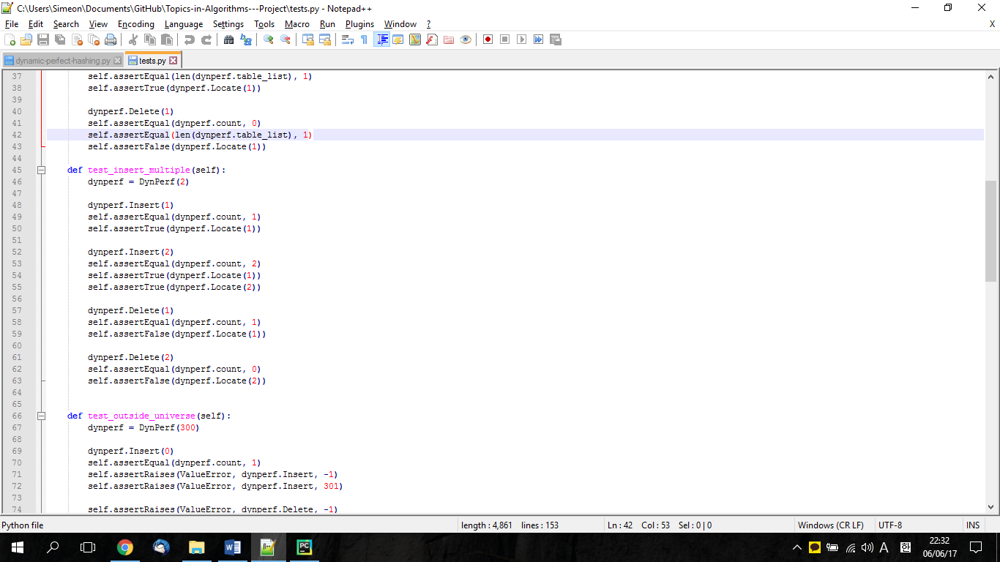 C:\Users\Simeon\Documents\GitHub\Topics-in-Algorithms---Project\tests.py - Notepad++
File Edit Search View Encoding Language Settings Tools Macro Run Plugins Window ? X
dynamic-perfect-hashing.py tests.py
37 self.assertEqual(len(dynperf.table_list), 1)
38 self.assertTrue(dynperf.Locate(1))
39
40 dynperf.Delete(1)
41 self.assertEqual(dynperf.count, 0)
42 self.assertEqual(len(dynperf.table_list), 1)
43 self.assertFalse(dynperf.Locate(1))
44
45 def test_insert_multiple(self):
46 dynperf = DynPerf(2)
47
48 dynperf.Insert(1)
49 self.assertEqual(dynperf.count, 1)
50 self.assertTrue(dynperf.Locate(1))
51
52 dynperf.Insert(2)
53 self.assertEqual(dynperf.count, 2)
54 self.assertTrue(dynperf.Locate(1))
55 self.assertTrue(dynperf.Locate(2))
56
57 dynperf.Delete(1)
58 self.assertEqual(dynperf.count, 1)
59 self.assertFalse(dynperf.Locate(1))
60
61 dynperf.Delete(2)
62 self.assertEqual(dynperf.count, 0)
63 self.assertFalse(dynperf.Locate(2))
64
65
66 def test_outside_universe(self):
67 dynperf = DynPerf(300)
68
69 dynperf.Insert(0)
70 self.assertEqual(dynperf.count, 1)
71 self.assertRaises(ValueError, dynperf.Insert, -1)
72 self.assertRaises(ValueError, dynperf.Insert, 301)
73
74 self.assertRaises(ValueError, dynperf.Delete, -1)
Python file length : 4,861 lines : 153 Ln : 42 Col : 53 Sel : 0 | 0 Windows (CR LF) UTF-8 INS
A 한 22:32
06/06/17